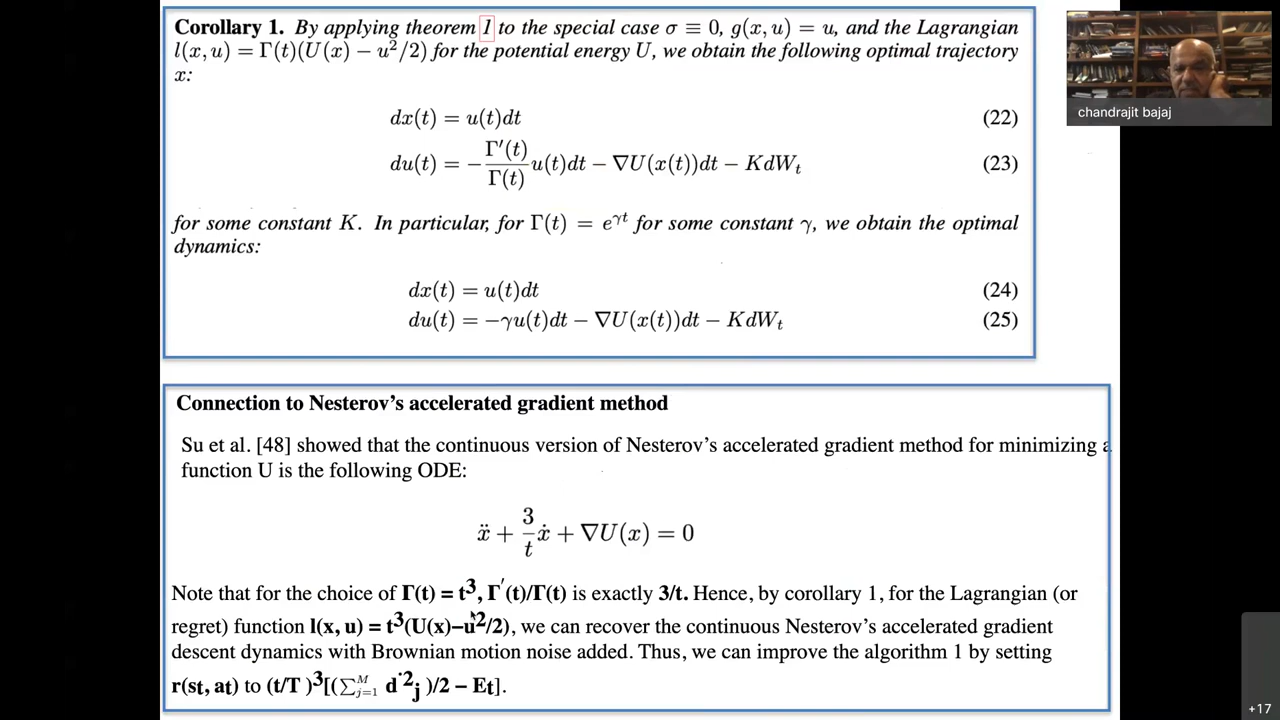 Corollary 1. By applying theorem 1 to the special case σ ≡ 0, g(x, u) = u, and the Lagrangian
l(x, u) = Γ(t)(U(x) − u²/2) for the potential energy U, we obtain the following optimal trajectory
x:
dx(t) = u(t)dt (22)
du(t) = −Γ′(t)/Γ(t) u(t)dt − ∇U(x(t))dt − KdWₜ (23)
for some constant K. In particular, for Γ(t) = e^γt for some constant γ, we obtain the optimal
dynamics:
dx(t) = u(t)dt (24)
du(t) = −γu(t)dt − ∇U(x(t))dt − KdWₜ (25)
chandrajit bajaj
Connection to Nesterov's accelerated gradient method
Su et al. [48] showed that the continuous version of Nesterov's accelerated gradient method for minimizing a
function U is the following ODE:
ẍ + 3/t ẋ + ∇U(x) = 0
Note that for the choice of Γ(t) = t³, Γ′(t)/Γ(t) is exactly 3/t. Hence, by corollary 1, for the Lagrangian (or
regret) function l(x, u) = t³(U(x)−u²/2), we can recover the continuous Nesterov's accelerated gradient
descent dynamics with Brownian motion noise added. Thus, we can improve the algorithm 1 by setting
r(st, at) to (t/T )³[(∑ᴹⱼ₌₁ ḋ²ⱼ )/2 − Et].
+17